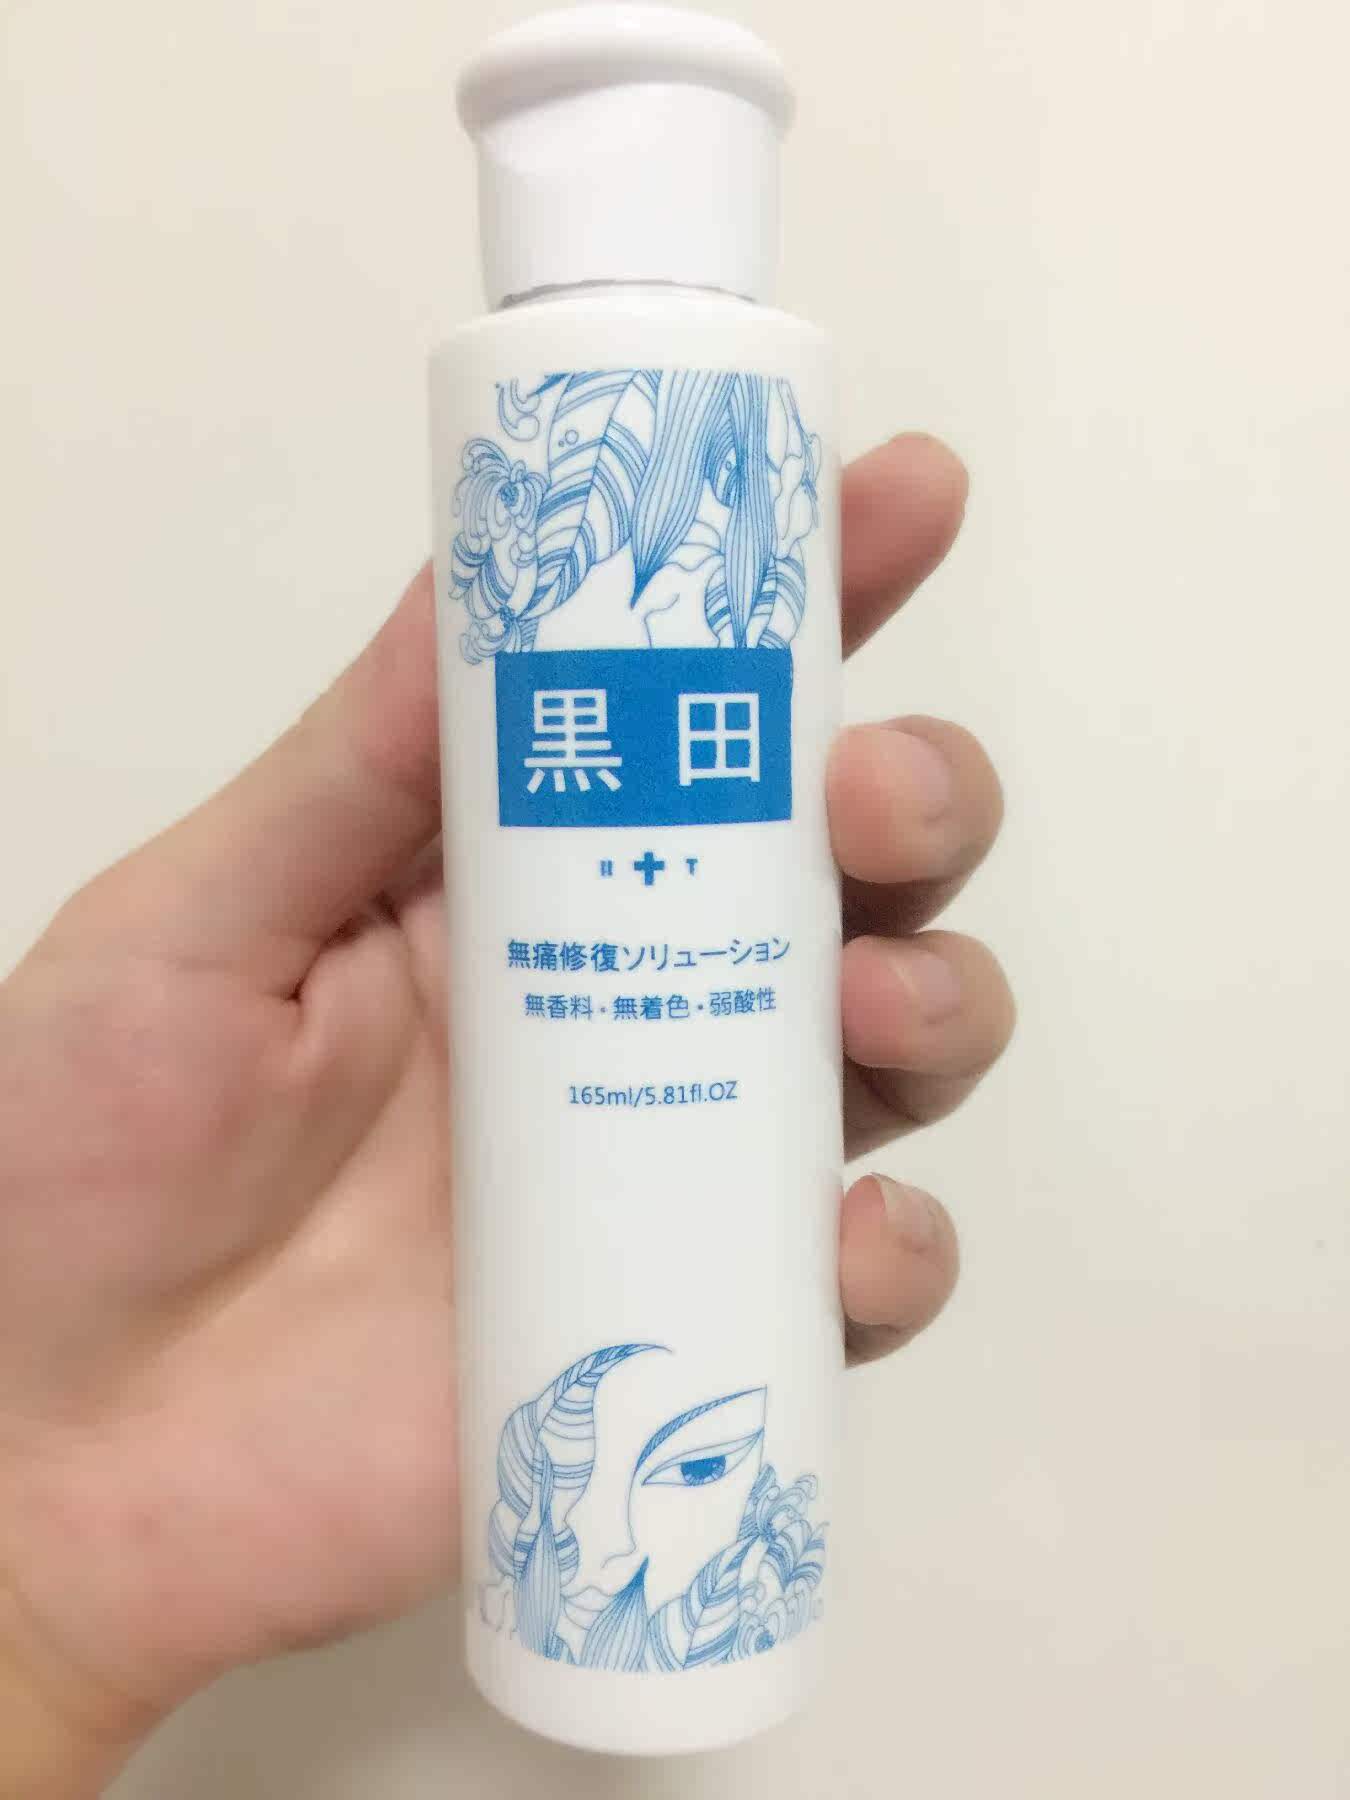 黒田
H+T
無痛修復ソリューション
無香料・無着色・弱酸性
165ml/5.81fl.OZ